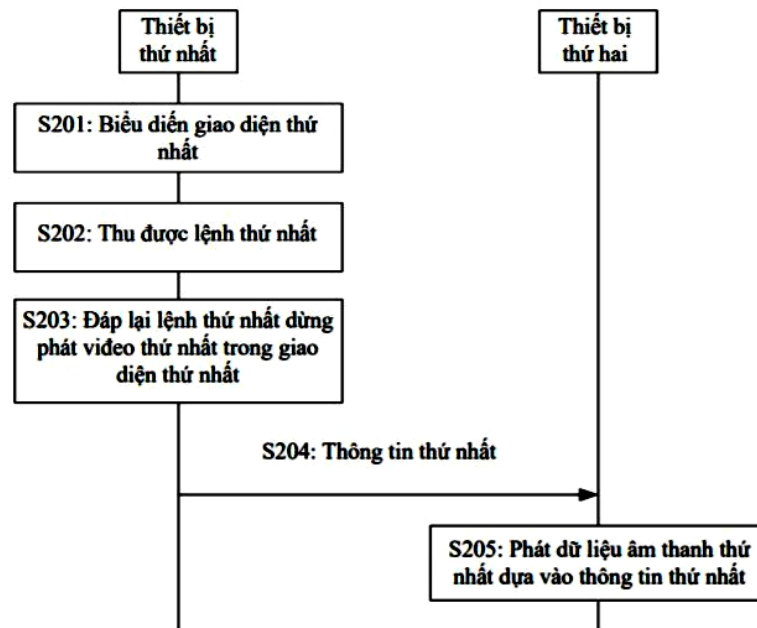 Thiết bị
thứ nhất
Thiết bị
thứ hai
S201: Biểu diễn giao diện thứ
nhất
S202: Thu được lệnh thứ nhất
S203: Đáp lại lệnh thứ nhất dừng
phát viđeo thứ nhất trong giao
diện thứ nhất
S204: Thông tin thứ nhất
S205: Phát dữ liệu âm thanh thứ
nhất dựa vào thông tin thứ nhất